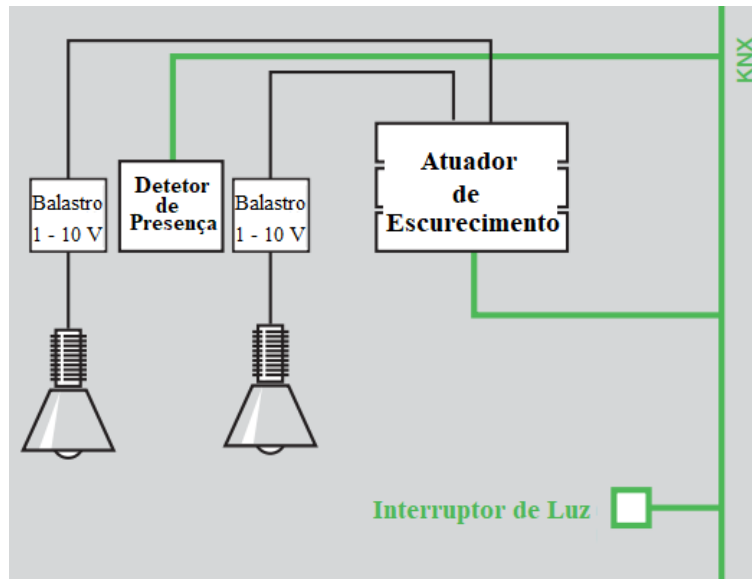 KNX
Balastro
1 - 10 V
Detetor
de
Presença
Balastro
1 - 10 V
Atuador
de
Escurecimento
Interruptor de Luz